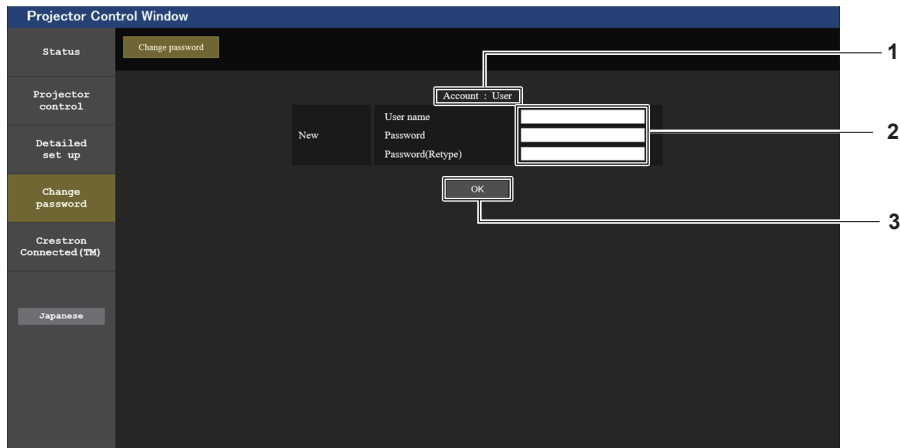 Projector Control Window
Status
Change password
1
Projector
control
Account : User
User name
New
Password
2
Password(Retype)
Detailed
set up
Change
password
OK
3
Crestron
Connected(TM)
Japanese